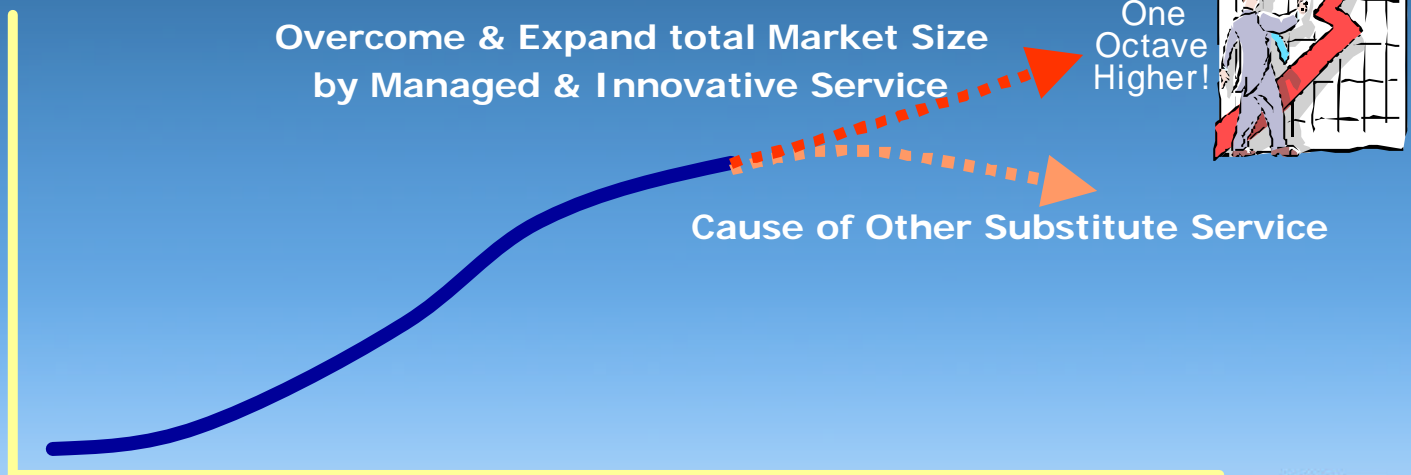 Overcome & Expand total Market Size
by Managed & Innovative Service
One
Octave
Higher!
Cause of Other Substitute Service